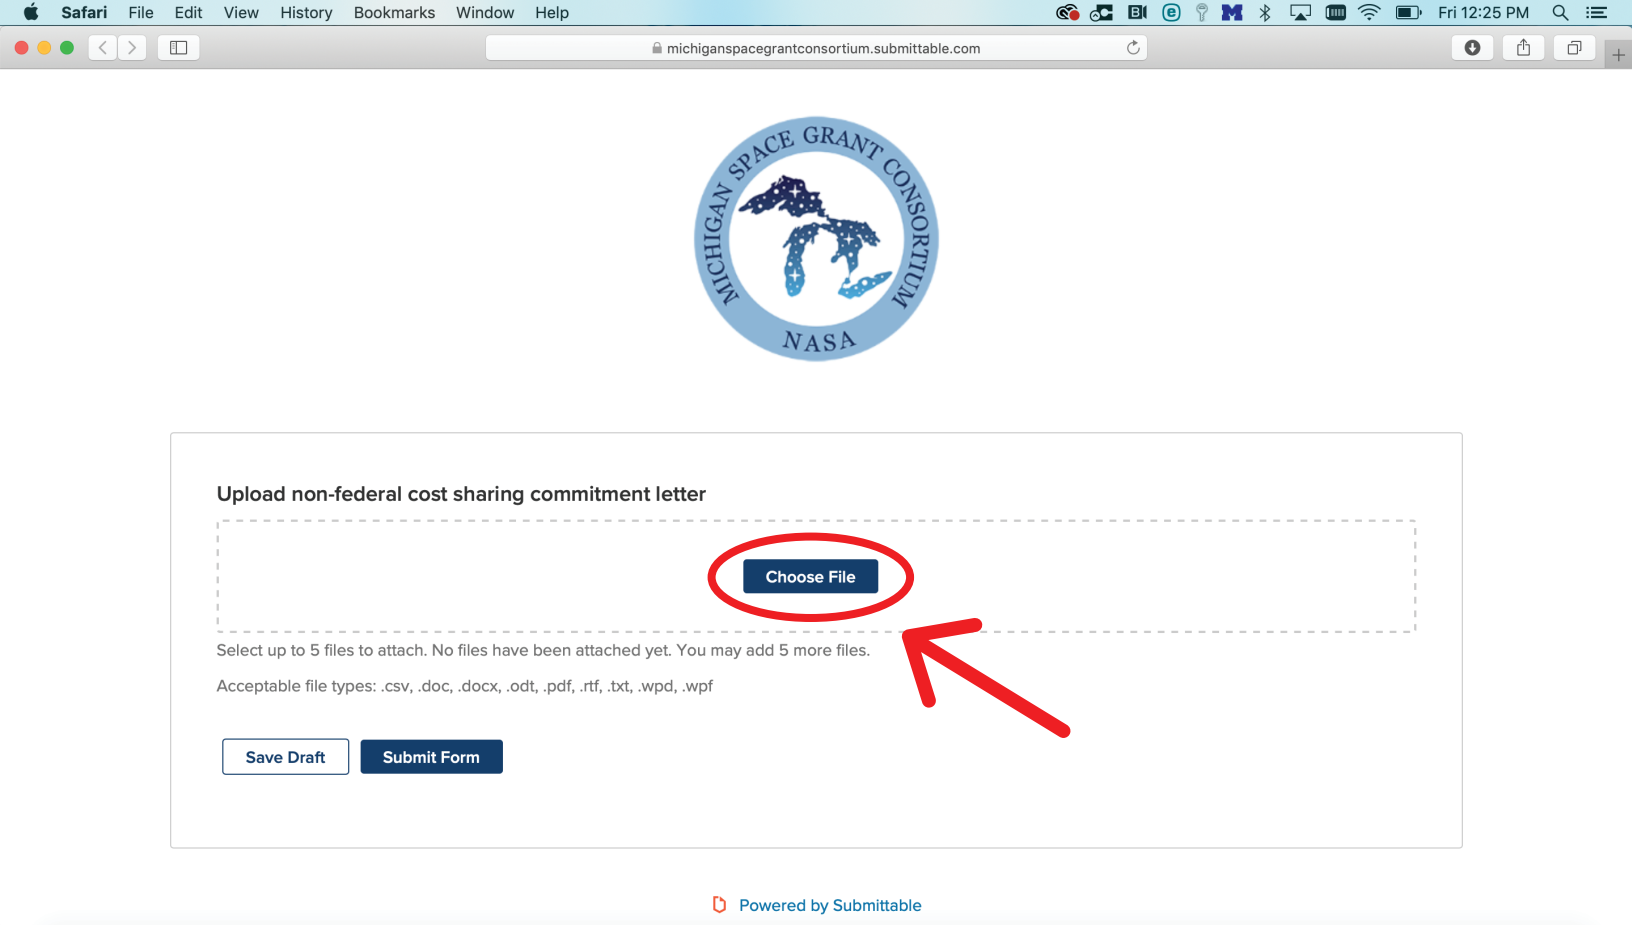 Safari File Edit View History Bookmarks Window Help Fri 12:25 PM
michiganspacegrantconsortium.submittable.com
MICHIGAN SPACE GRANT CONSORTIUM
NASA
Upload non-federal cost sharing commitment letter
Choose File
Select up to 5 files to attach. No files have been attached yet. You may add 5 more files.
Acceptable file types: .csv, .doc, .docx, .odt, .pdf, .rtf, .txt, .wpd, .wpf
Save Draft Submit Form
Powered by Submittable